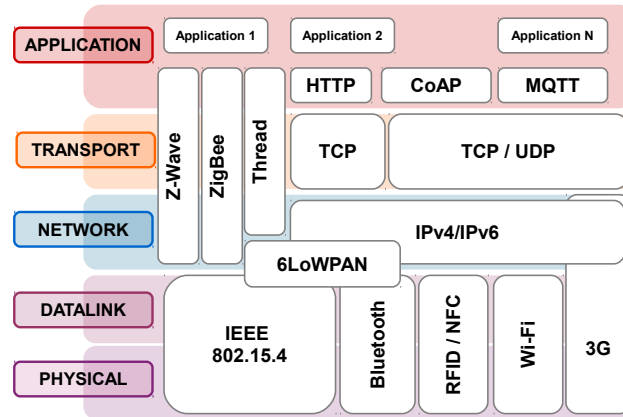 APPLICATION
Application 1
Application 2
Application N
HTTP
CoAP
MQTT
TRANSPORT
Z-Wave
ZigBee
Thread
TCP
TCP / UDP
NETWORK
IPv4/IPv6
6LoWPAN
DATALINK
IEEE
802.15.4
Bluetooth
RFID / NFC
Wi-Fi
3G
PHYSICAL